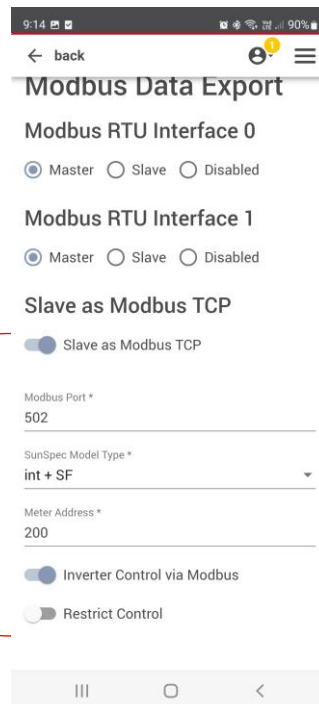 9:14 90%
back 1
Modbus Data Export
Modbus RTU Interface 0
Master Slave Disabled
Modbus RTU Interface 1
Master Slave Disabled
Slave as Modbus TCP
Slave as Modbus TCP
Modbus Port *
502
SunSpec Model Type *
int + SF
Meter Address *
200
Inverter Control via Modbus
Restrict Control